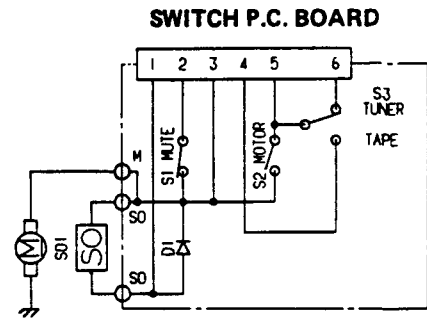 SWITCH P.C. BOARD
1 2 3 4 5 6
S3
TUNER
TAPE
S1 MUTE
S2 MOTOR
M
SO
D1
SO
M
SO1
SO